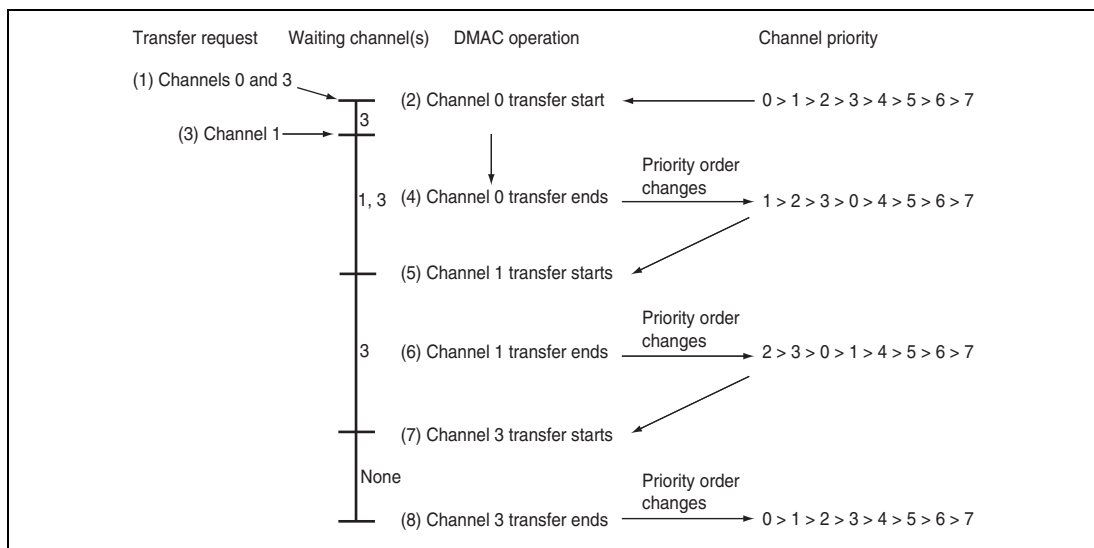 Transfer request Waiting channel(s) DMAC operation Channel priority
(1) Channels 0 and 3
(2) Channel 0 transfer start 0 > 1 > 2 > 3 > 4 > 5 > 6 > 7
3
(3) Channel 1
Priority order
changes
1, 3 (4) Channel 0 transfer ends 1 > 2 > 3 > 0 > 4 > 5 > 6 > 7
(5) Channel 1 transfer starts
Priority order
changes
3 (6) Channel 1 transfer ends 2 > 3 > 0 > 1 > 4 > 5 > 6 > 7
(7) Channel 3 transfer starts
None
Priority order
changes
(8) Channel 3 transfer ends 0 > 1 > 2 > 3 > 4 > 5 > 6 > 7